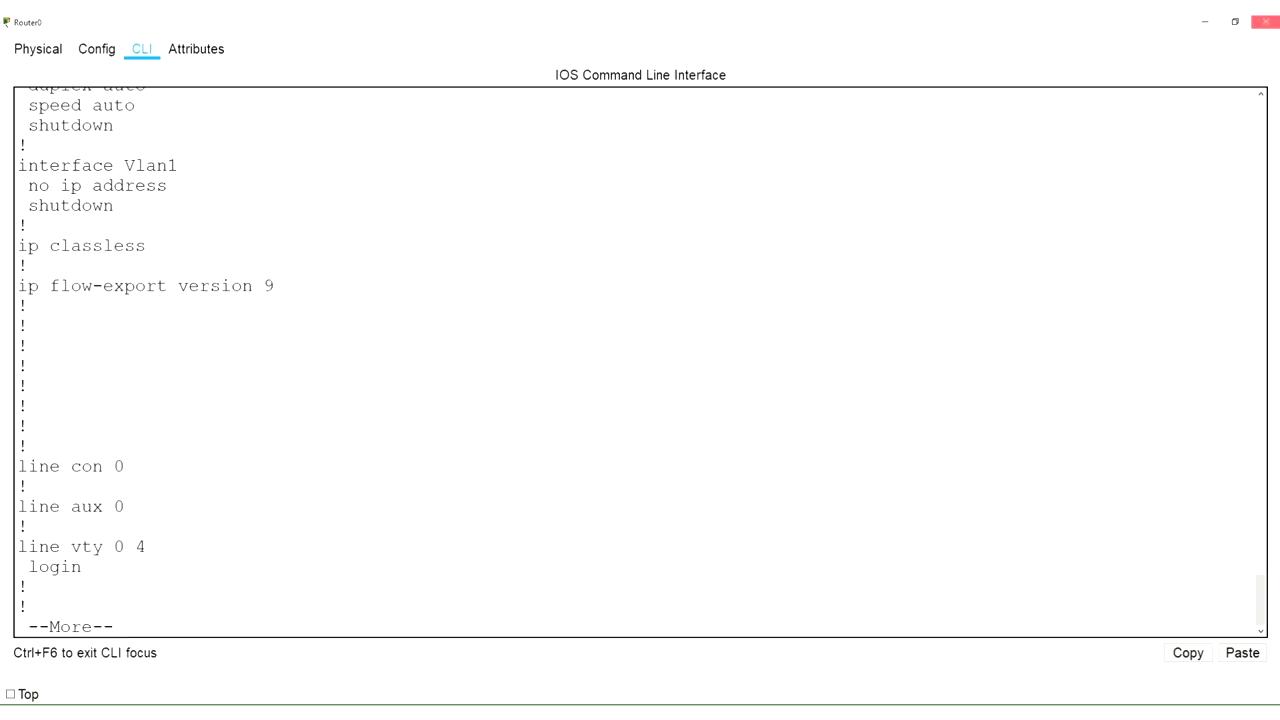 Router0
Physical Config CLI Attributes
IOS Command Line Interface
duplex auto
speed auto
shutdown
!
interface Vlan1
no ip address
shutdown
!
ip classless
!
ip flow-export version 9
!
!
!
!
!
!
!
!
line con 0
!
line aux 0
!
line vty 0 4
login
!
!
--More--
Ctrl+F6 to exit CLI focus
Copy Paste
Top